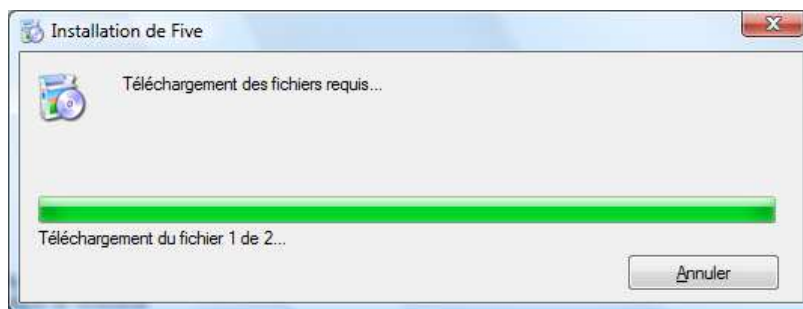 Installation de Five
Téléchargement des fichiers requis...
Téléchargement du fichier 1 de 2...
Annuler